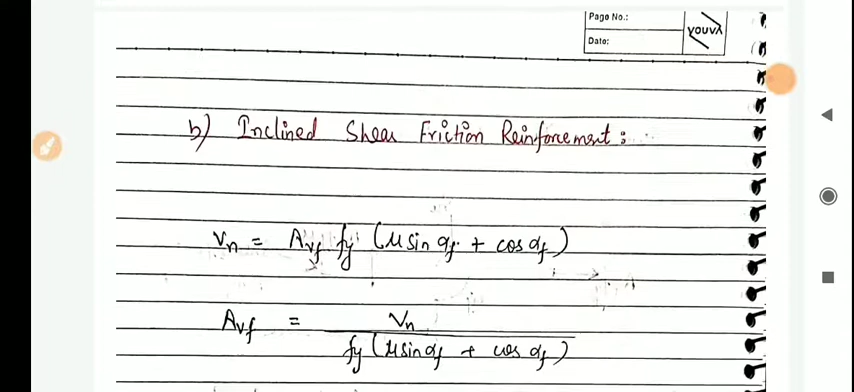 Page No.:
Date:
YOUVA
b) Inclined Shear Friction Reinforcement :
Vn = Avf fy (μ sin αf + cos αf)
Avf = Vn
fy (μ sin αf + cos αf)